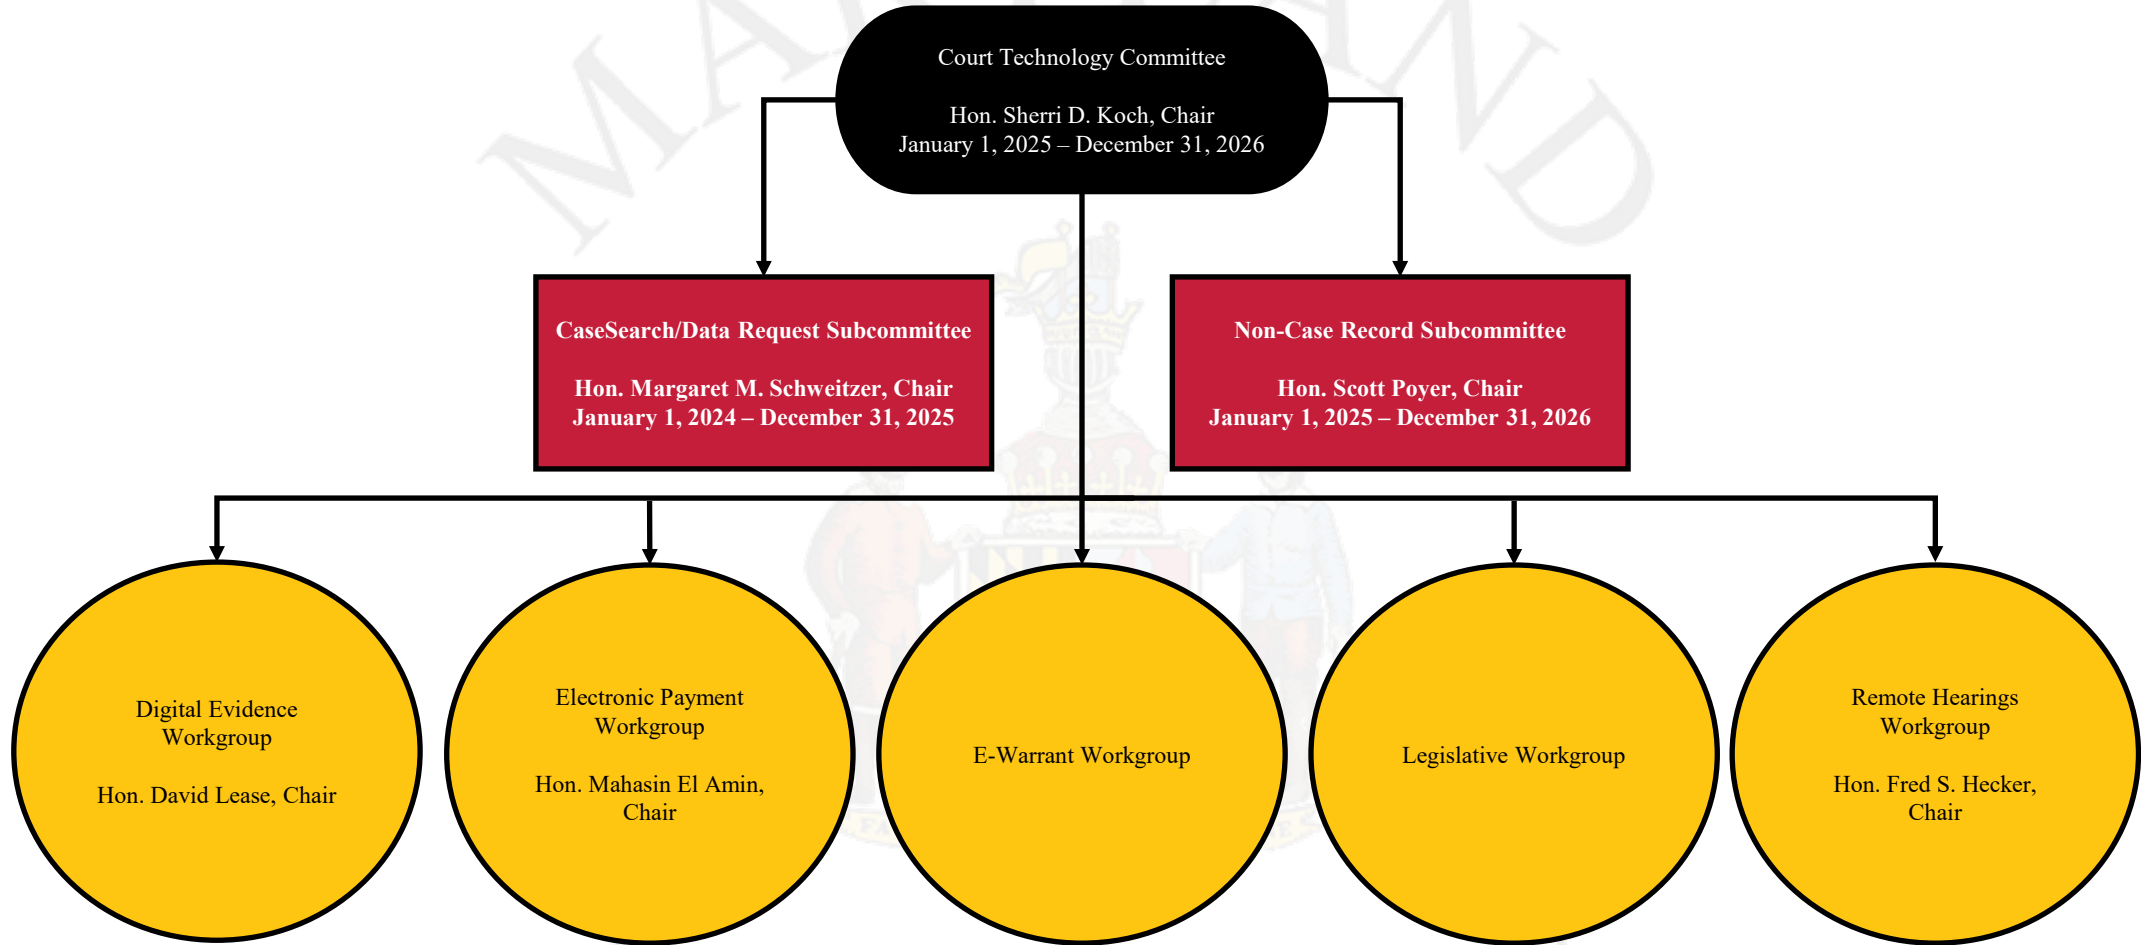 MARYLAND
Court Technology Committee
Hon. Sherri D. Koch, Chair
January 1, 2025 – December 31, 2026
CaseSearch/Data Request Subcommittee
Hon. Margaret M. Schweitzer, Chair
January 1, 2024 – December 31, 2025
Non-Case Record Subcommittee
Hon. Scott Poyer, Chair
January 1, 2025 – December 31, 2026
Digital Evidence
Workgroup
Hon. David Lease, Chair
Electronic Payment
Workgroup
Hon. Mahasin El Amin,
Chair
E-Warrant Workgroup
Legislative Workgroup
Remote Hearings
Workgroup
Hon. Fred S. Hecker,
Chair